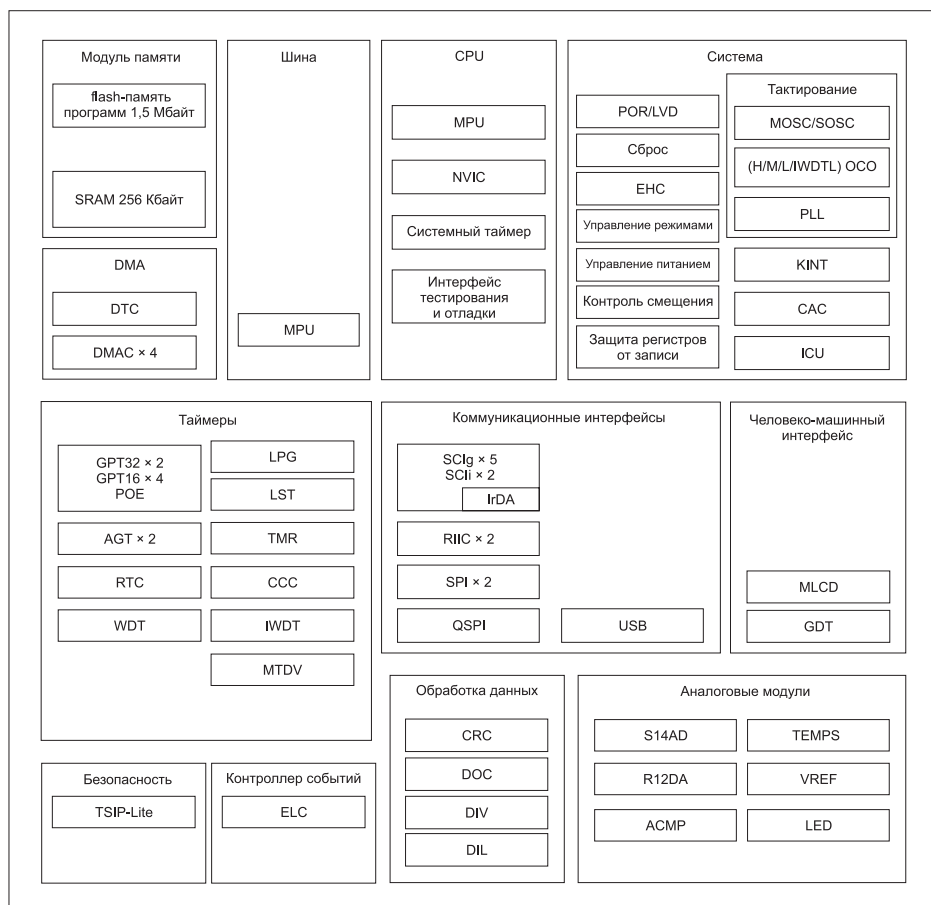 Модуль памяти
flash-память
программ 1,5 Мбайт
SRAM 256 Кбайт
DMA
DTC
DMAC × 4
Шина
MPU
CPU
MPU
NVIC
Системный таймер
Интерфейс
тестирования
и отладки
Система
POR/LVD
Сброс
EHC
Управление режимами
Управление питанием
Контроль смещения
Защита регистров
от записи
Тактирование
MOSC/SOSC
(H/M/L/IWDTL) OCO
PLL
KINT
CAC
ICU
Таймеры
GPT32 × 2
GPT16 × 4
POE
AGT × 2
RTC
WDT
LPG
LST
TMR
CCC
IWDT
MTDV
Коммуникационные интерфейсы
SCIg × 5
SCIi × 2
IrDA
RIIC × 2
SPI × 2
QSPI
USB
Человеко-машинный
интерфейс
MLCD
GDT
Безопасность
TSIP-Lite
Контроллер событий
ELC
Обработка данных
CRC
DOC
DIV
DIL
Аналоговые модули
S14AD
TEMPS
R12DA
VREF
ACMP
LED